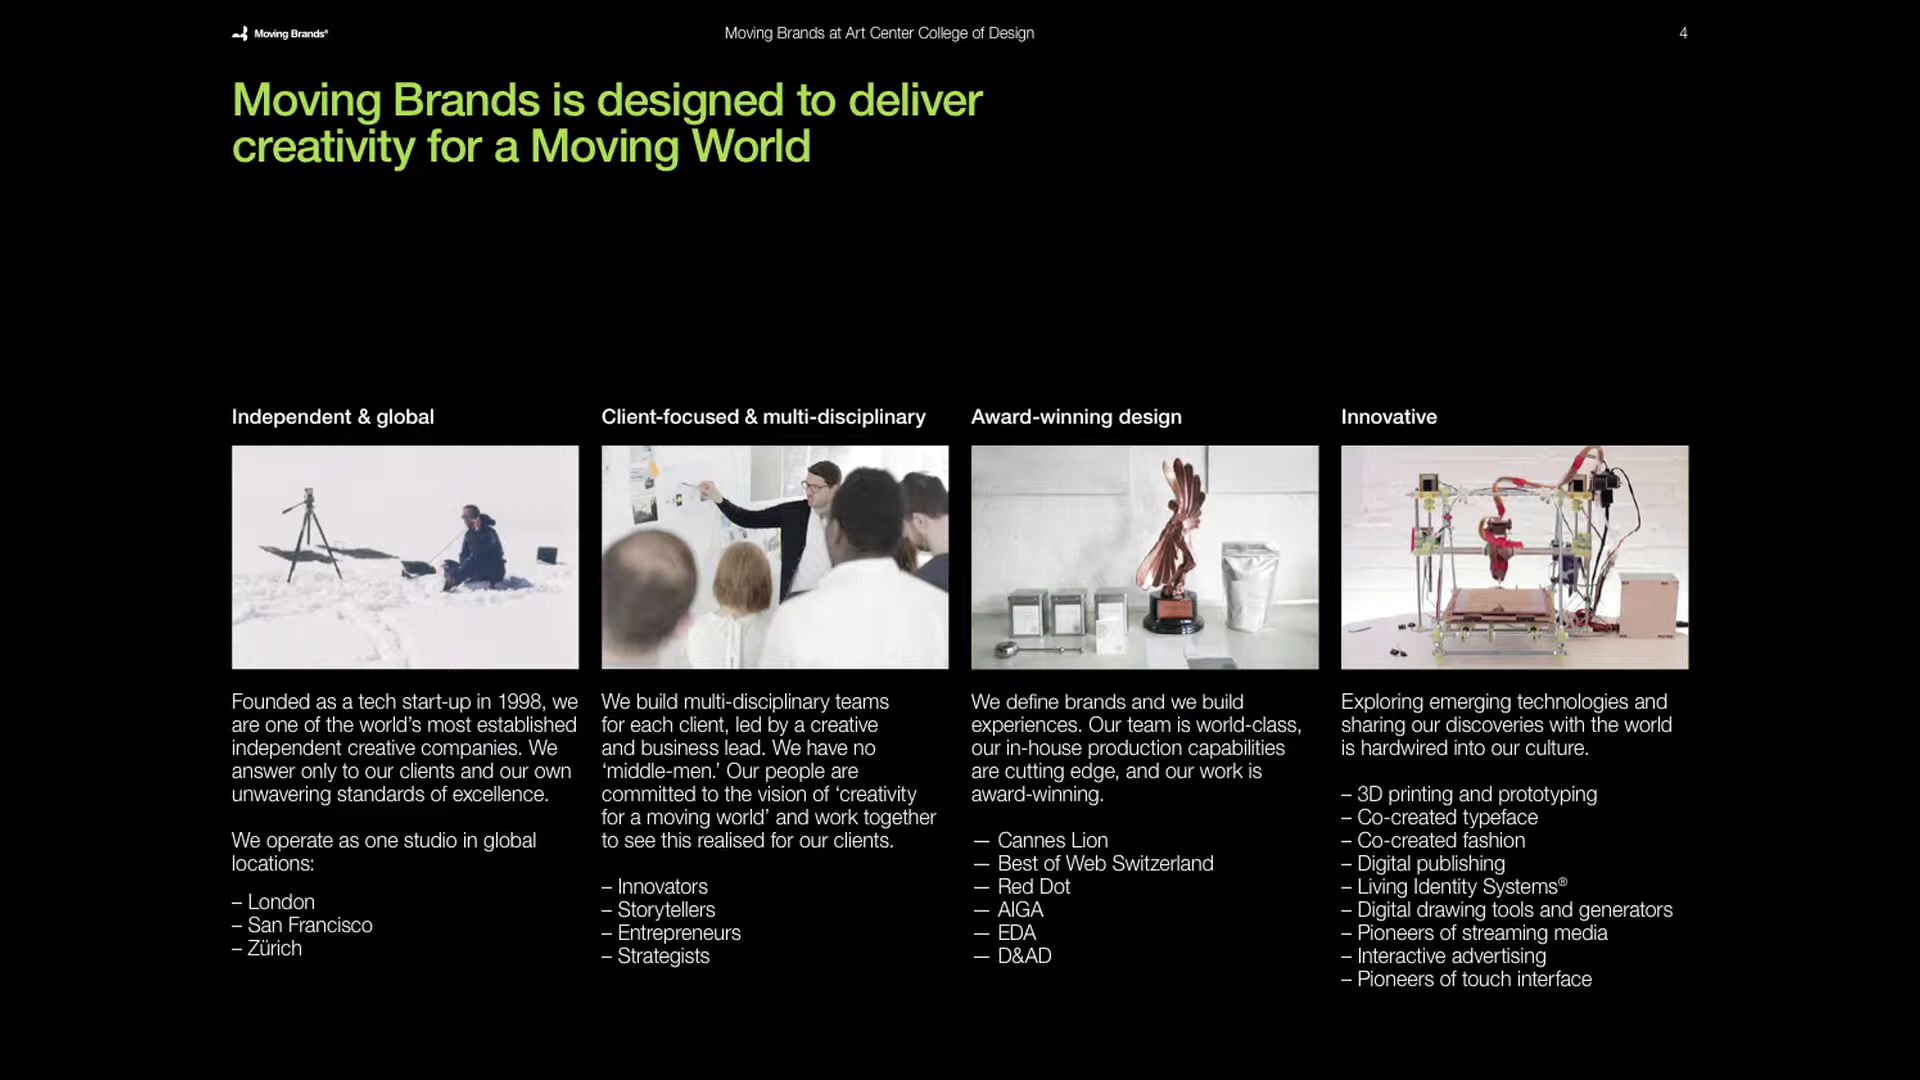 Moving Brands®
Moving Brands at Art Center College of Design
4
Moving Brands is designed to deliver
creativity for a Moving World
Independent & global
Founded as a tech start-up in 1998, we
are one of the world’s most established
independent creative companies. We
answer only to our clients and our own
unwavering standards of excellence.
We operate as one studio in global
locations:
– London
– San Francisco
– Zürich
Client-focused & multi-disciplinary
We build multi-disciplinary teams
for each client, led by a creative
and business lead. We have no
‘middle-men.’ Our people are
committed to the vision of ‘creativity
for a moving world’ and work together
to see this realised for our clients.
– Innovators
– Storytellers
– Entrepreneurs
– Strategists
Award-winning design
We define brands and we build
experiences. Our team is world-class,
our in-house production capabilities
are cutting edge, and our work is
award-winning.
— Cannes Lion
— Best of Web Switzerland
— Red Dot
— AIGA
— EDA
— D&AD
Innovative
Exploring emerging technologies and
sharing our discoveries with the world
is hardwired into our culture.
– 3D printing and prototyping
– Co-created typeface
– Co-created fashion
– Digital publishing
– Living Identity Systems®
– Digital drawing tools and generators
– Pioneers of streaming media
– Interactive advertising
– Pioneers of touch interface